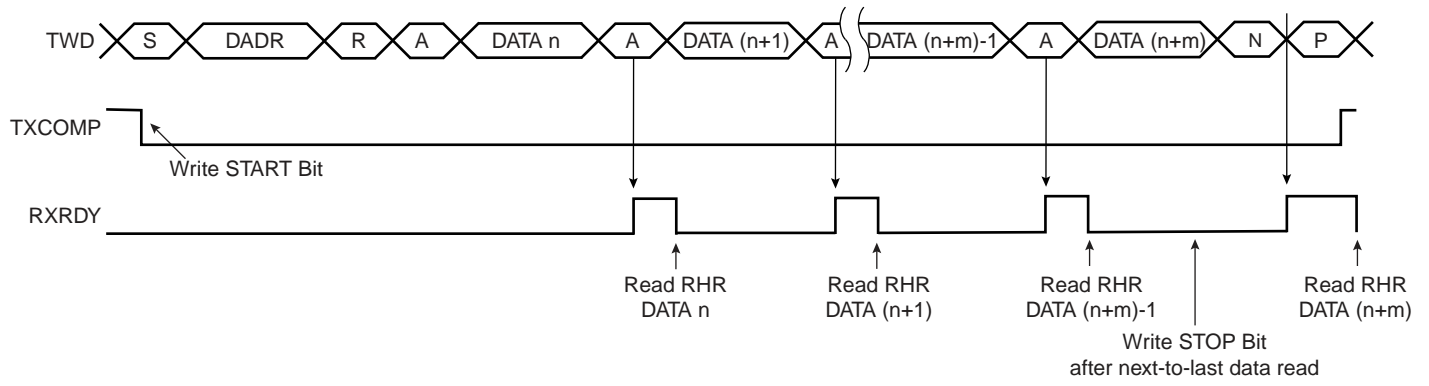 TWD S DADR R A DATA n A DATA (n+1) A DATA (n+m)-1 A DATA (n+m) N P
TXCOMP
Write START Bit
RXRDY
Read RHR
DATA n
Read RHR
DATA (n+1)
Read RHR
DATA (n+m)-1
Read RHR
DATA (n+m)
Write STOP Bit
after next-to-last data read